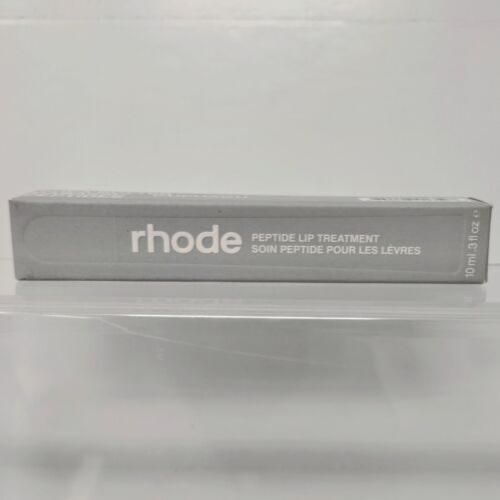 rhode
PEPTIDE LIP TREATMENT
SOIN PEPTIDE POUR LES LÈVRES
10 ml .3 fl oz e